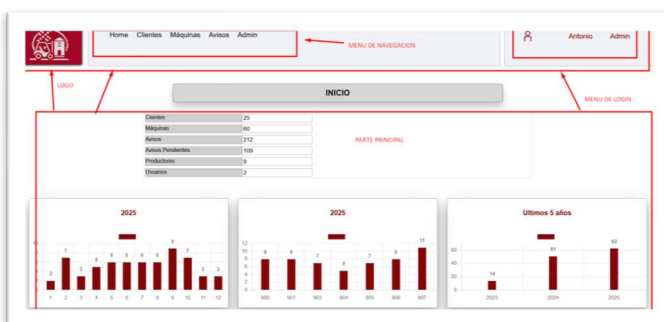 Home Clientes Máquinas Avisos Admin
Antonio Admin
MENU DE NAVEGACION
LOGO
MENU DE LOGIN
INICIO
Clientes 25
Máquinas 60
Avisos 212
Avisos Pendientes 109
Productores 9
Usuarios 2
PARTE PRINCIPAL
2025
2025
Ultimos 5 años
10
2 7 3 5 6 6 6 6 9 7 3 3
1 2 3 4 5 6 7 8 9 10 11 12
12
10
8
6
4
2
0
8 8 7 5 7 8 11
900 901 903 904 905 906 907
60
40
20
0
14 51 63
2023 2024 2025